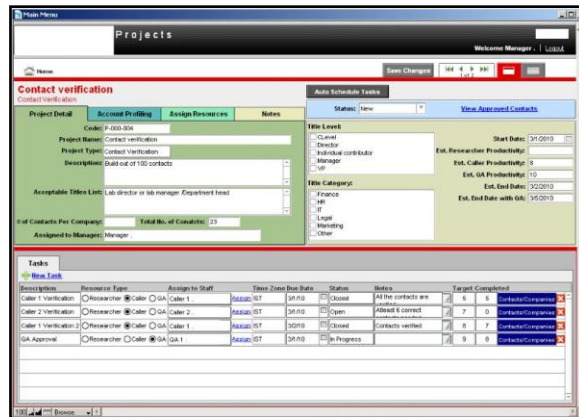 Main Menu
Projects
Welcome Manager . | Logout
Home
Save Changes
1 of 2
Contact verification
Contact Verification
Auto Schedule Tasks
Status: New
View Approved Contacts
Project Detail Account Profiling Assign Resources Notes
Code: P-000-004
Project Name: Contact verification
Project Type: Contact Verification
Description: Build out of 100 contacts
Acceptable Titles List: Lab director or lab manager /Department head
# of Contacts Per Company: Total No. of Conatcts: 23
Assigned to Manager: Manager .
Title Level:
CLevel
Director
Individual contributor
Manager
VP
Title Category:
Finance
HR
IT
Legal
Marketing
Other
Start Date: 3/1/2010
Est. Researcher Productivity:
Est. Caller Productivity: 8
Est. QA Productivity: 10
Est. End Date: 3/2/2010
Est. End Date with QA: 3/5/2010
Tasks
New Task
Description Resource Type Assign to Staff Time Zone Due Date Status Notes Target Completed
Caller 1 Verification Researcher Caller QA Caller 1 . Assign IST 3/1/10 Closed All the contacts are 6 6 Contacts/Companies
Caller 2 Verification Researcher Caller QA Caller 2 . Assign IST 3/1/10 Open Atleast 6 correct 7 0 Contacts/Companies
Caller 1 Verification 2 Researcher Caller QA Caller 1 . Assign IST Closed Contacts verified 8 7 Contacts/Companies
QA Approval Researcher Caller QA QA 1 Assign IST In Progress 9 Contacts/Companies
100 Browse